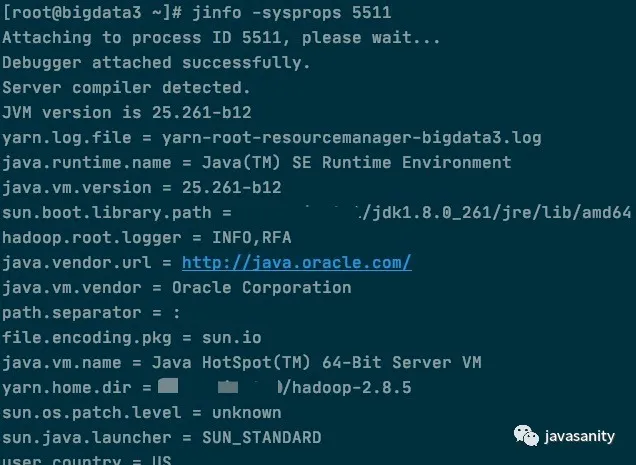 [root@bigdata3 ~]# jinfo -sysprops 5511
Attaching to process ID 5511, please wait...
Debugger attached successfully.
Server compiler detected.
JVM version is 25.261-b12
yarn.log.file = yarn-root-resourcemanager-bigdata3.log
java.runtime.name = Java(TM) SE Runtime Environment
java.vm.version = 25.261-b12
sun.boot.library.path = /jdk1.8.0_261/jre/lib/amd64
hadoop.root.logger = INFO,RFA
java.vendor.url = http://java.oracle.com/
java.vm.vendor = Oracle Corporation
path.separator = :
file.encoding.pkg = sun.io
java.vm.name = Java HotSpot(TM) 64-Bit Server VM
yarn.home.dir = /hadoop-2.8.5
sun.os.patch.level = unknown
sun.java.launcher = SUN_STANDARD
user.country = US
javasanity